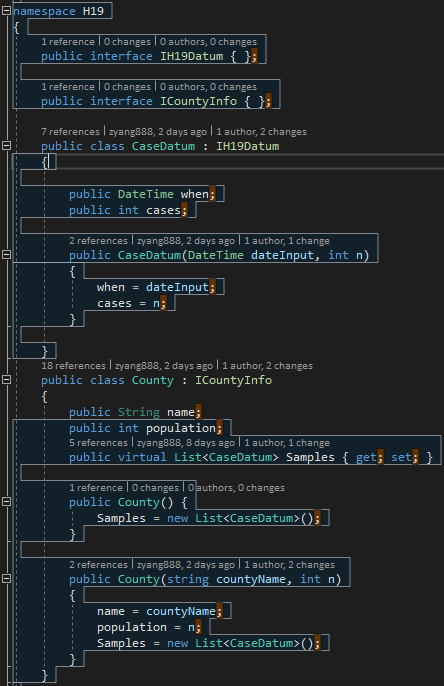 namespace H19
{
1 reference | 0 changes | 0 authors, 0 changes
public interface IH19Datum { };
1 reference | 0 changes | 0 authors, 0 changes
public interface ICountyInfo { };
7 references | zyang888, 2 days ago | 1 author, 2 changes
public class CaseDatum : IH19Datum
{
public DateTime when;
public int cases;
2 references | zyang888, 2 days ago | 1 author, 1 change
public CaseDatum(DateTime dateInput, int n)
{
when = dateInput;
cases = n;
}
}
18 references | zyang888, 2 days ago | 1 author, 2 changes
public class County : ICountyInfo
{
public String name;
public int population;
5 references | zyang888, 8 days ago | 1 author, 1 change
public virtual List<CaseDatum> Samples { get; set; }
1 reference | 0 changes | 0 authors, 0 changes
public County() {
Samples = new List<CaseDatum>();
}
2 references | zyang888, 2 days ago | 1 author, 2 changes
public County(string countyName, int n)
{
name = countyName;
population = n;
Samples = new List<CaseDatum>();
}
}